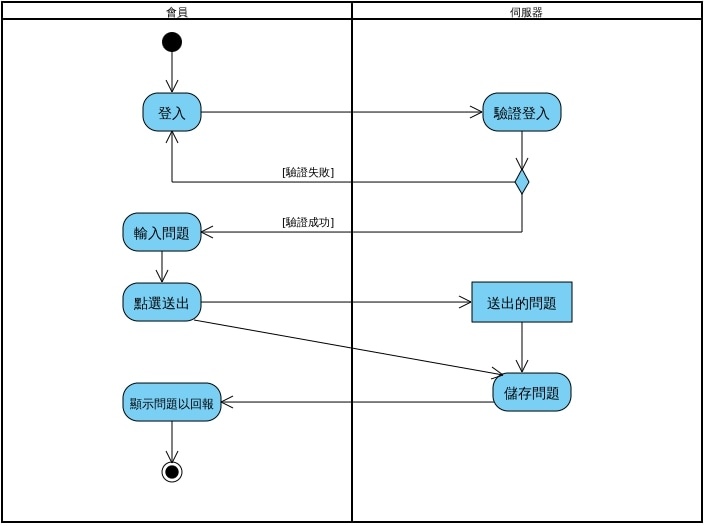 會員
伺服器
登入
驗證登入
[驗證失敗]
[驗證成功]
輸入問題
點選送出
送出的問題
儲存問題
顯示問題以回報